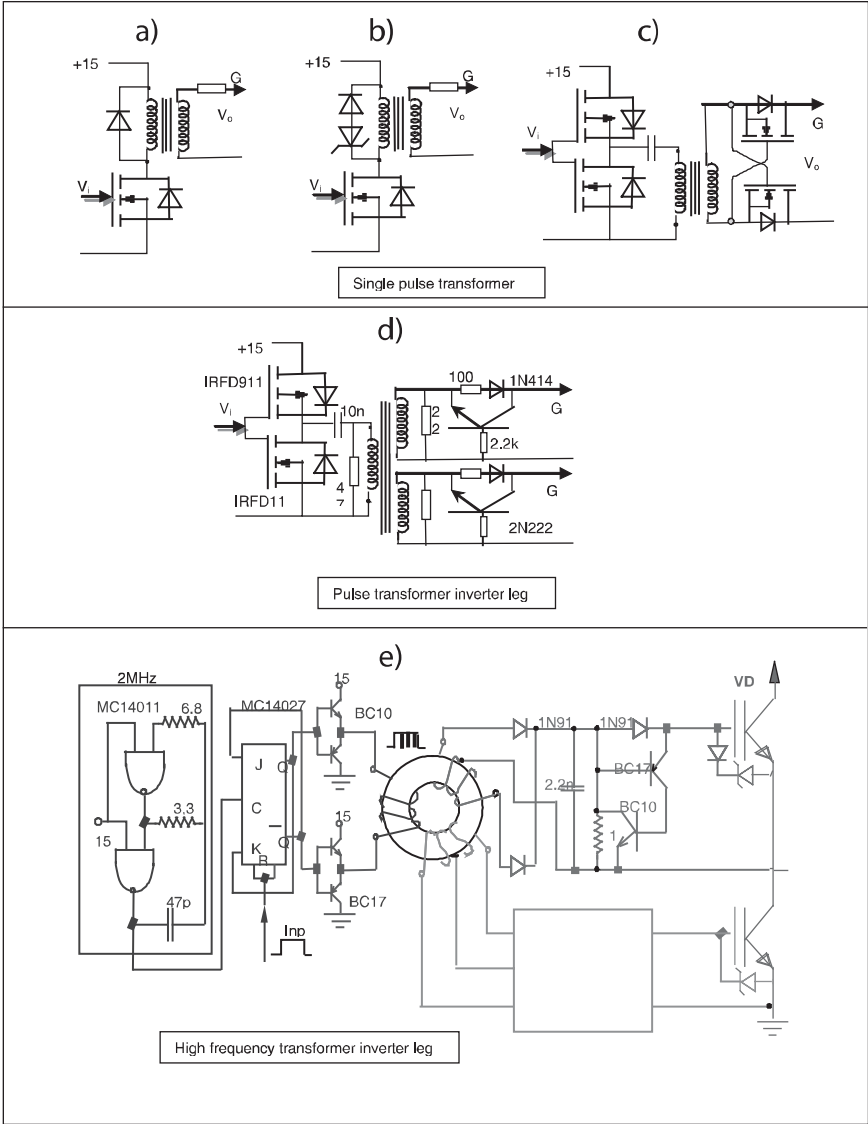 a)
b)
c)
+15
G
Vo
Vi
+15
G
Vo
Vi
+15
Vi
G
Vo
Single pulse transformer
d)
+15
IRFD911
Vi
10n
IRFD11
4
7
100
1N414
G
2
2
2.2k
G
2N222
Pulse transformer inverter leg
e)
2MHz
MC14011
6.8
3.3
15
47p
MC14027
J
Q
C
K
Q
R
Inp
15
BC10
15
BC17
1N91
1N91
VD
2.2n
BC17
BC10
1
High frequency transformer inverter leg